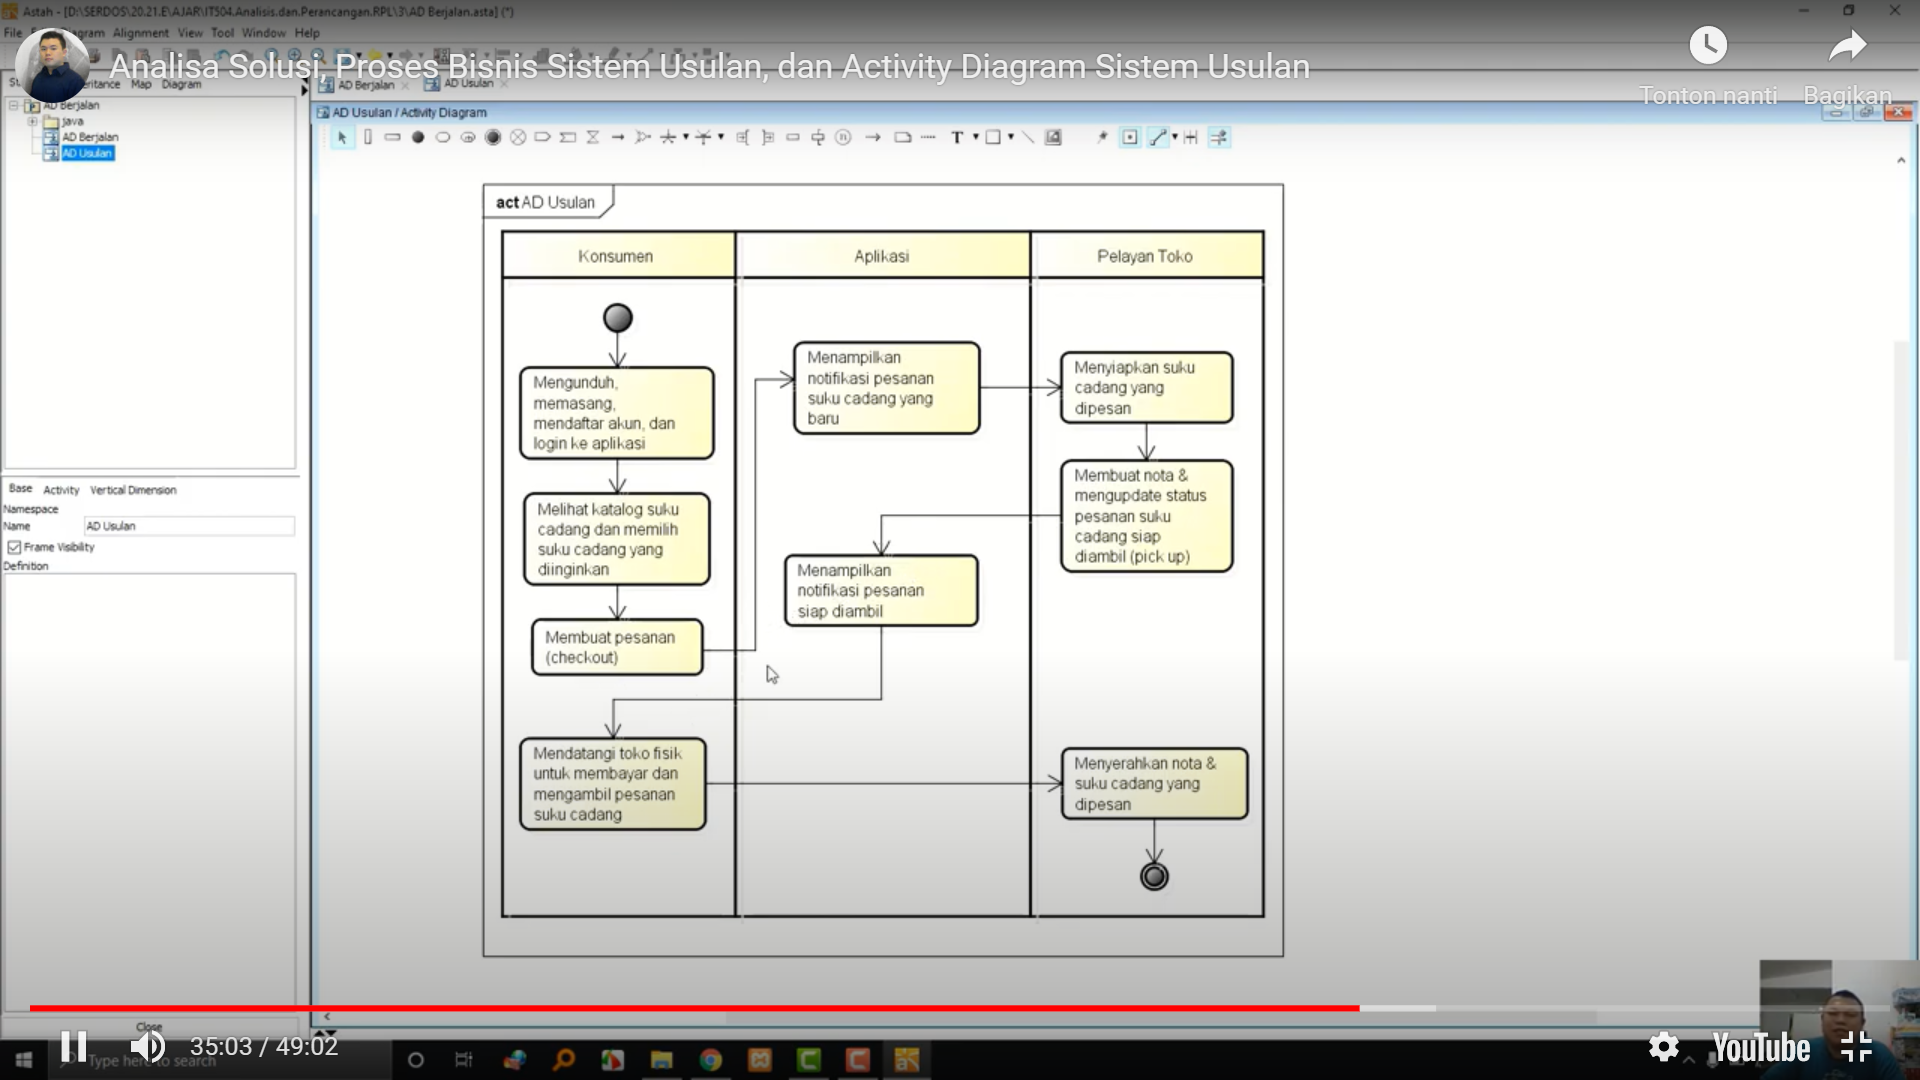 Astah - [D:\SERDOS\20.21.E\AJAR\IT504.Analisis.dan.Perancangan.RPL\3\AD Berjalan.asta] (*)
File Diagram Alignment View Tool Window Help
Analisa Solusi, Proses Bisnis Sistem Usulan, dan Activity Diagram Sistem Usulan
Tonton nanti Bagikan
Map Diagram
AD Berjalan AD Usulan
AD Berjalan
java
AD Berjalan
AD Usulan
AD Usulan / Activity Diagram
T
act AD Usulan
Konsumen Aplikasi Pelayan Toko
Mengunduh,
memasang,
mendaftar akun, dan
login ke aplikasi
Melihat katalog suku
cadang dan memilih
suku cadang yang
diinginkan
Membuat pesanan
(checkout)
Mendatangi toko fisik
untuk membayar dan
mengambil pesanan
suku cadang
Menampilkan
notifikasi pesanan
suku cadang yang
baru
Menampilkan
notifikasi pesanan
siap diambil
Menyiapkan suku
cadang yang
dipesan
Membuat nota &
mengupdate status
pesanan suku
cadang siap
diambil (pick up)
Menyerahkan nota &
suku cadang yang
dipesan
Base Activity Vertical Dimension
Namespace
Name AD Usulan
Frame Visibility
Definition
Close
35:03 / 49:02
Type here to search
YouTube